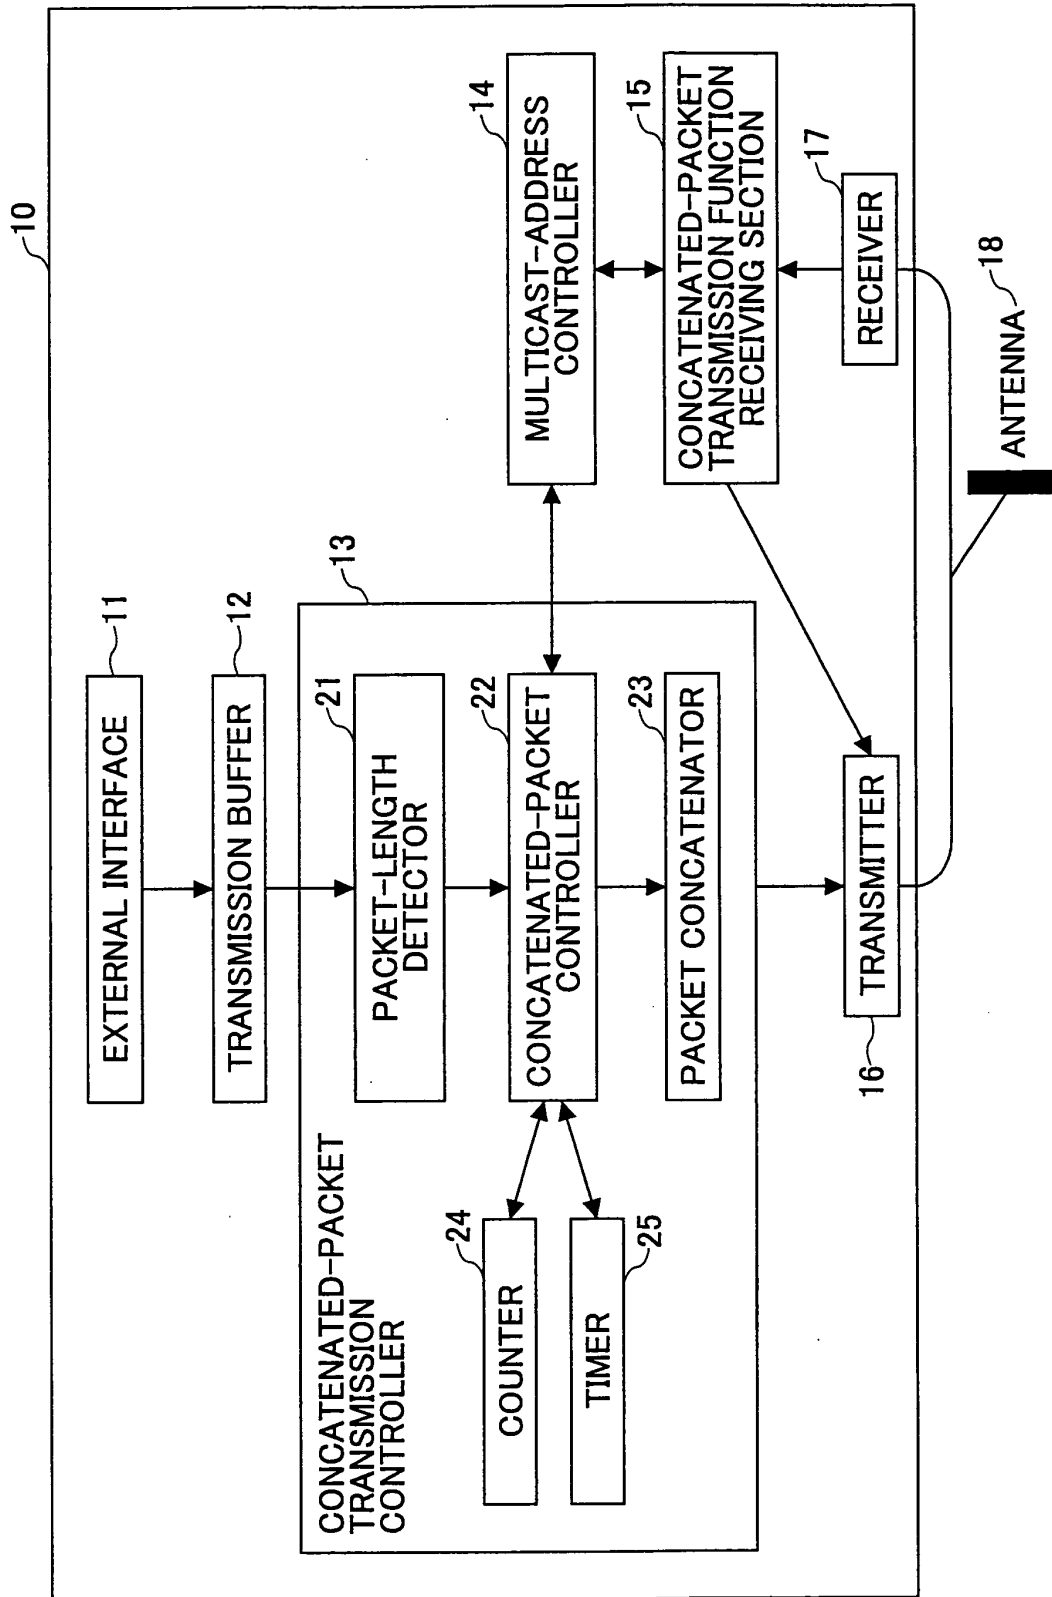 10
EXTERNAL INTERFACE
11
TRANSMISSION BUFFER
12
13
CONCATENATED-PACKET
TRANSMISSION
CONTROLLER
PACKET-LENGTH
DETECTOR
21
CONCATENATED-PACKET
CONTROLLER
22
PACKET CONCATENATOR
23
COUNTER
24
TIMER
25
MULTICAST-ADDRESS
CONTROLLER
14
CONCATENATED-PACKET
TRANSMISSION FUNCTION
RECEIVING SECTION
15
TRANSMITTER
16
RECEIVER
17
ANTENNA
18